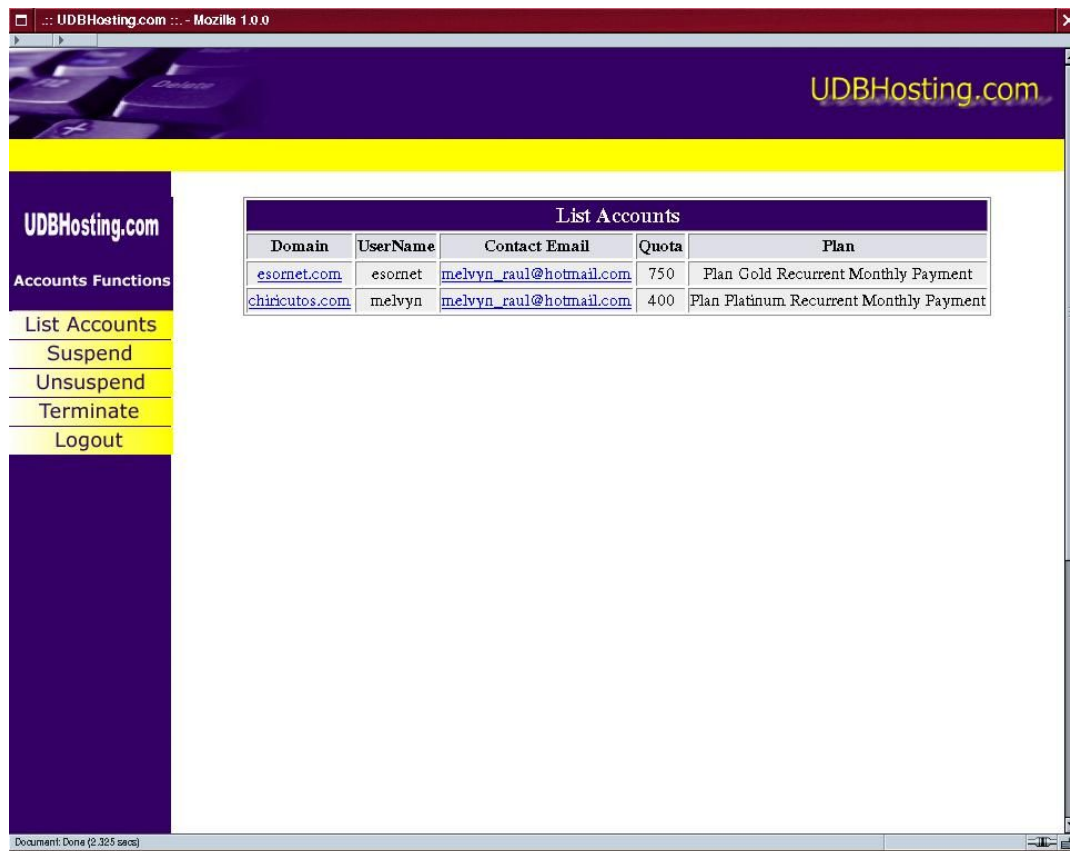 .:: UDBHosting.com ::. - Mozilla 1.0.0
F12
Delete
+
UDBHosting.com
UDBHosting.com
Accounts Functions
List Accounts
Suspend
Unsuspend
Terminate
Logout
List Accounts
Domain UserName Contact Email Quota Plan
esornet.com esornet melvyn_raul@hotmail.com 750 Plan Gold Recurrent Monthly Payment
chiricutos.com melvyn melvyn_raul@hotmail.com 400 Plan Platinum Recurrent Monthly Payment
Document: Done (2.325 secs)